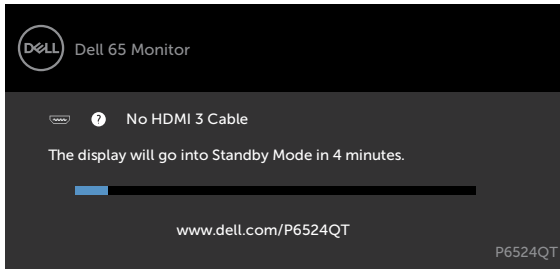 DELL
Dell 65 Monitor
? No HDMI 3 Cable
The display will go into Standby Mode in 4 minutes.
www.dell.com/P6524QT
P6524QT